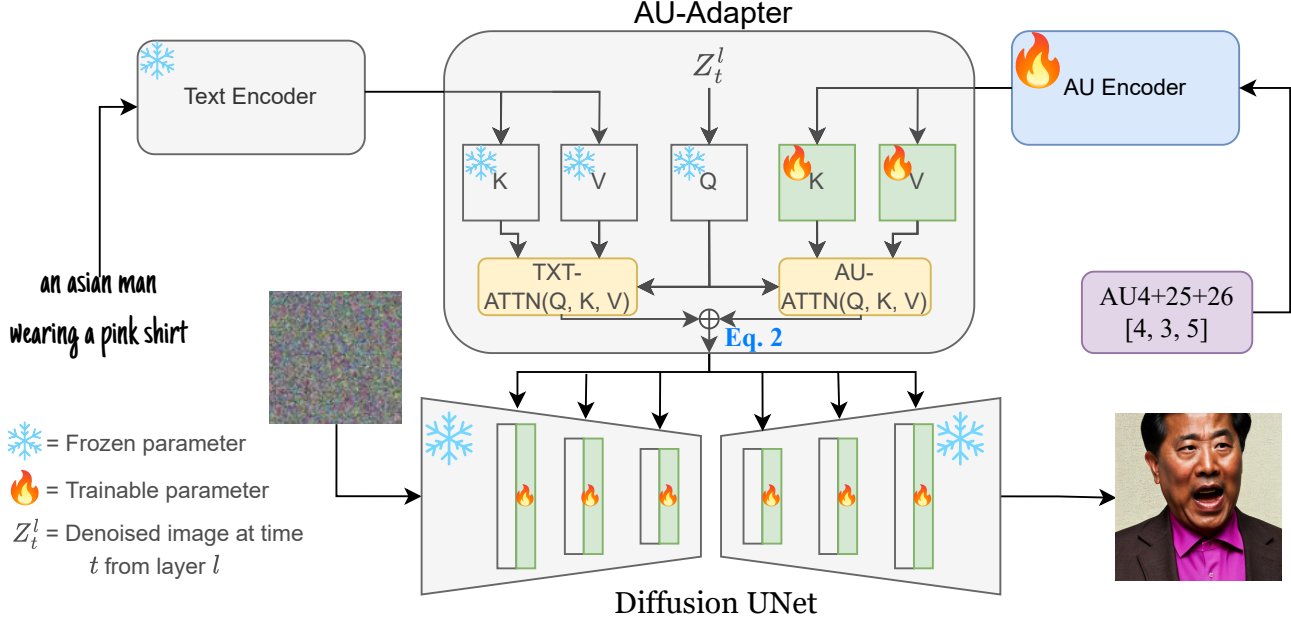 AU-Adapter
Text Encoder
Z_t^l
AU Encoder
K
V
Q
K
V
TXT-
ATTN(Q, K, V)
AU-
ATTN(Q, K, V)
Eq. 2
an asian man
wearing a pink shirt
AU4+25+26
[4, 3, 5]
= Frozen parameter
= Trainable parameter
Z_t^l = Denoised image at time
t from layer l
Diffusion UNet